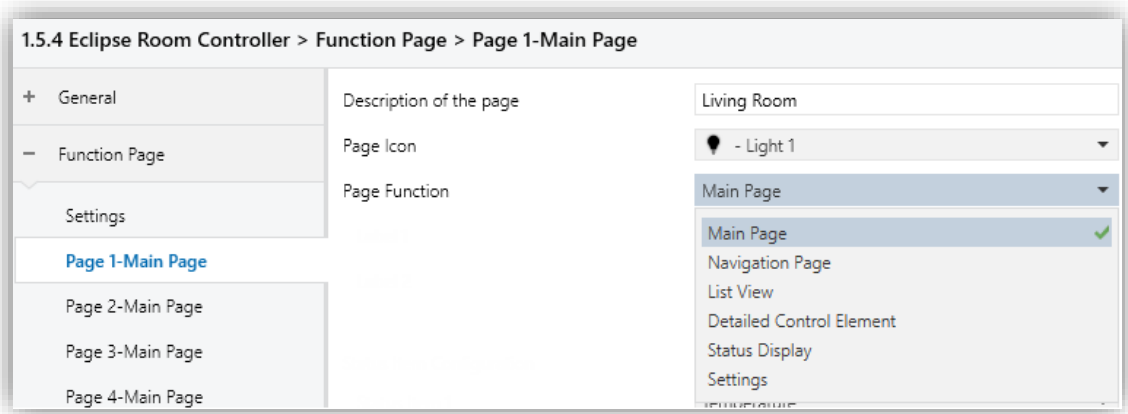 1.5.4 Eclipse Room Controller > Function Page > Page 1-Main Page
+ General
− Function Page
Settings
Page 1-Main Page
Page 2-Main Page
Page 3-Main Page
Page 4-Main Page
Description of the page Living Room
Page Icon - Light 1
Page Function Main Page
Main Page
Navigation Page
List View
Detailed Control Element
Status Display
Settings
Temperature